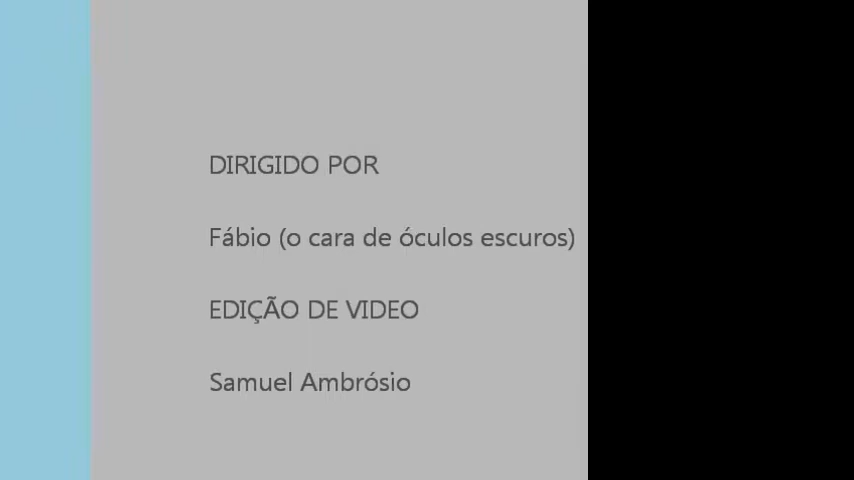 DIRIGIDO POR
Fábio (o cara de óculos escuros)
EDIÇÃO DE VIDEO
Samuel Ambrósio